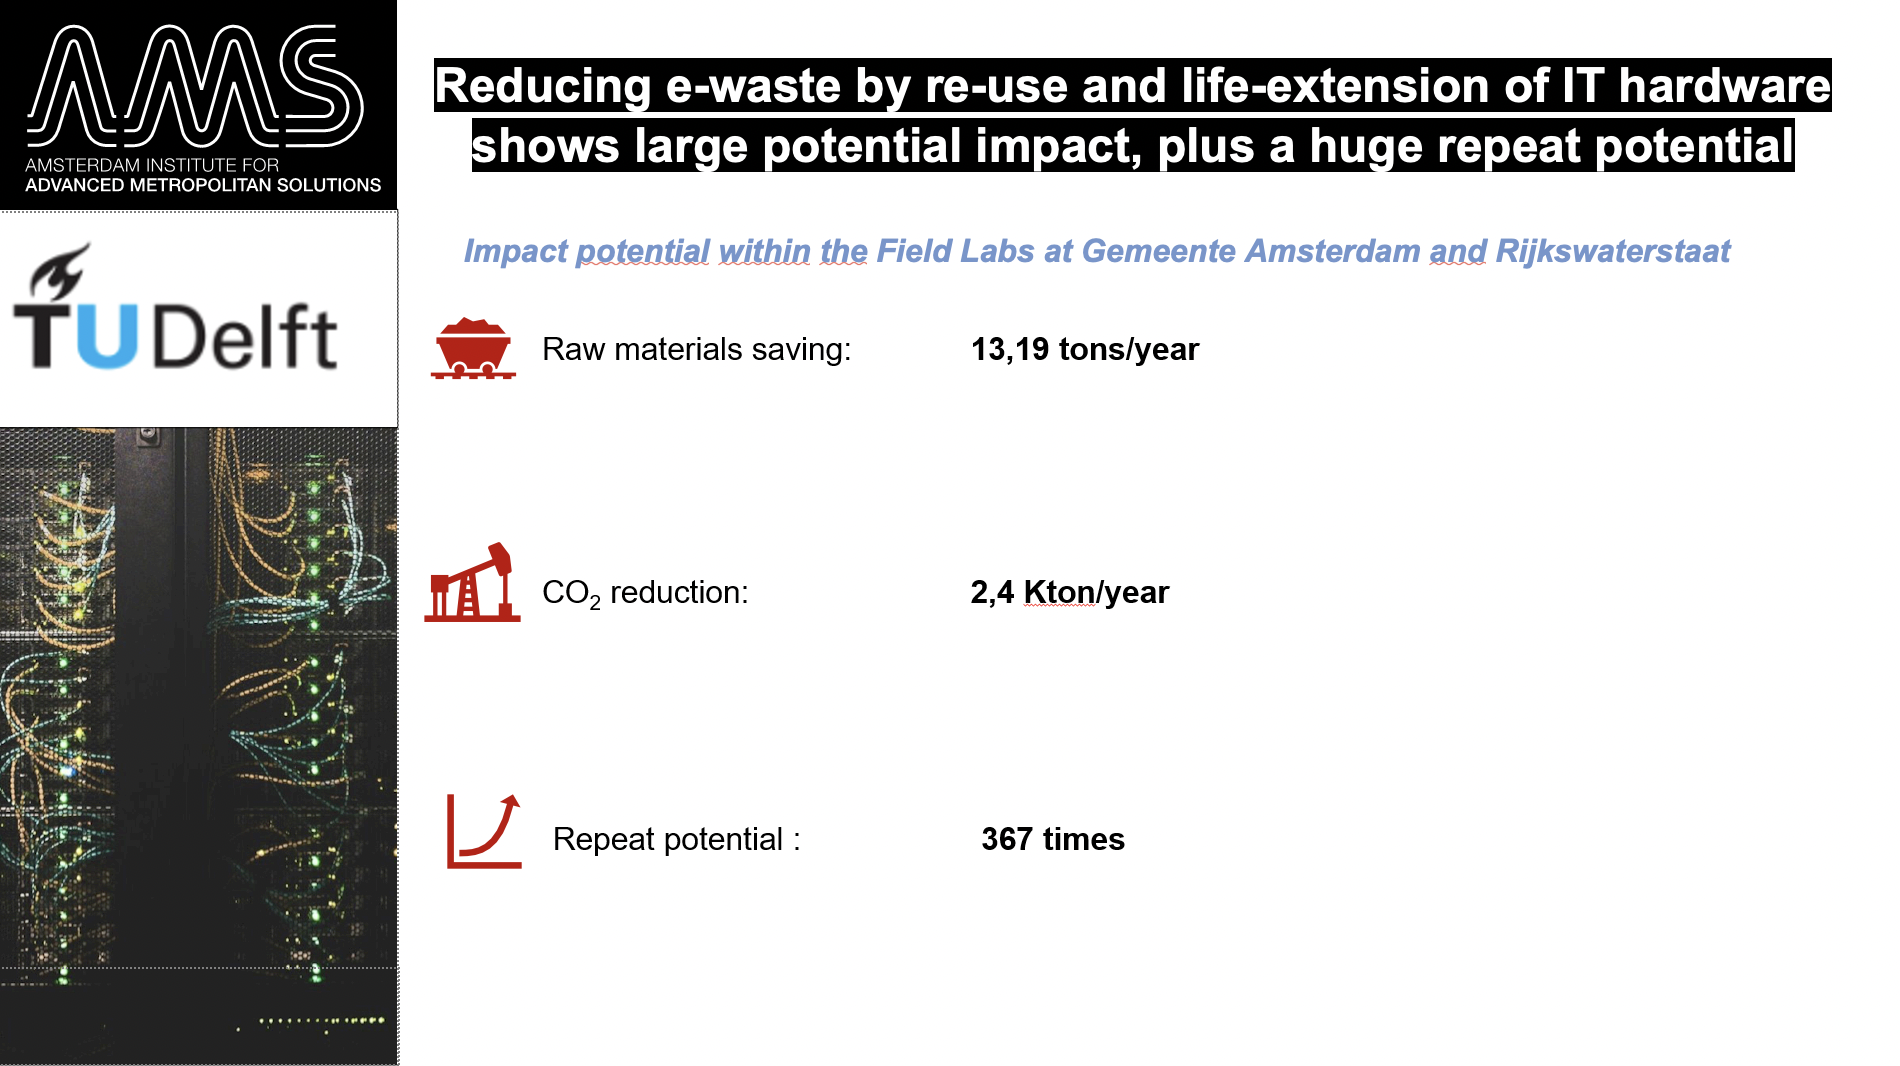 AMS
AMSTERDAM INSTITUTE FOR
ADVANCED METROPOLITAN SOLUTIONS
TU Delft
Reducing e-waste by re-use and life-extension of IT hardware
shows large potential impact, plus a huge repeat potential
Impact potential within the Field Labs at Gemeente Amsterdam and Rijkswaterstaat
Raw materials saving: 13,19 tons/year
CO₂ reduction: 2,4 Kton/year
Repeat potential : 367 times